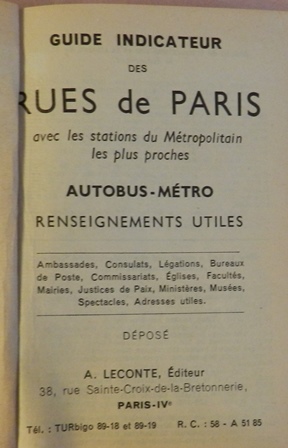 GUIDE INDICATEUR
DES
RUES de PARIS
avec les stations du Métropolitain
les plus proches
AUTOBUS-MÉTRO
RENSEIGNEMENTS UTILES
Ambassades, Consulats, Légations, Bureaux
de Poste, Commissariats, Églises, Facultés,
Mairies, Justices de Paix, Ministères, Musées,
Spectacles, Adresses utiles.
DÉPOSÉ
A. LECONTE, Éditeur
38, rue Sainte-Croix-de-la-Bretonnerie,
PARIS-IVe
Tél. : TURbigo 89-18 et 89-19 R. C. : 58 - A 51 85